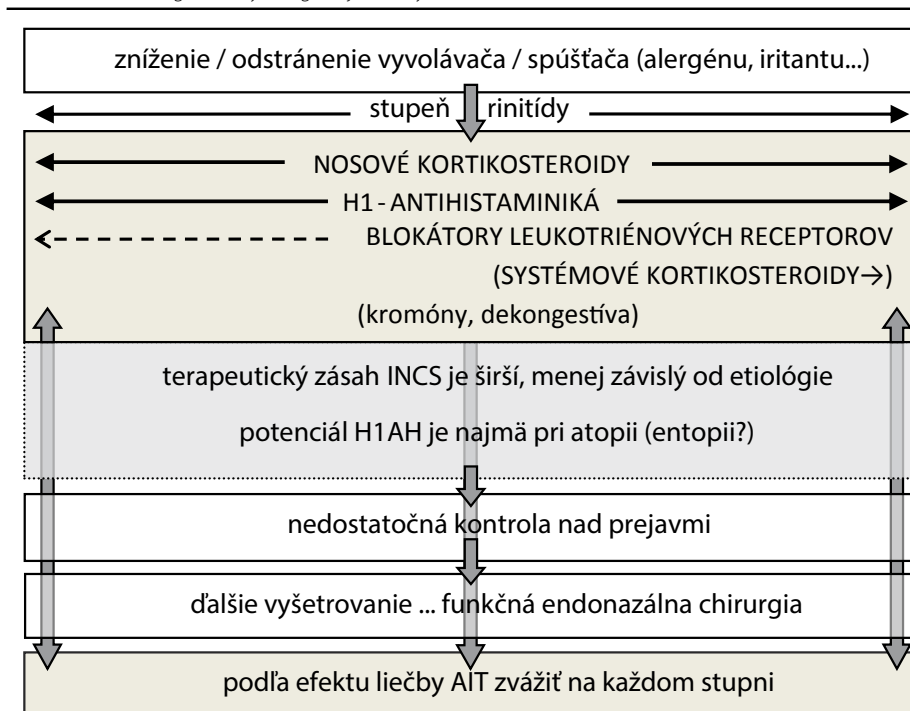 zníženie / odstránenie vyvolávača / spúšťača (alergénu, iritantu...)
stupeň rinitídy
NOSOVÉ KORTIKOSTEROIDY
H1 - ANTIHISTAMINIKÁ
BLOKÁTORY LEUKOTRIÉNOVÝCH RECEPTOROV
(SYSTÉMOVÉ KORTIKOSTEROIDY→)
(kromóny, dekongestíva)
terapeutický zásah INCS je širší, menej závislý od etiológie
potenciál H1AH je najmä pri atopii (entopii?)
nedostatočná kontrola nad prejavmi
ďalšie vyšetrovanie ... funkčná endonazálna chirurgia
podľa efektu liečby AIT zvážiť na každom stupni